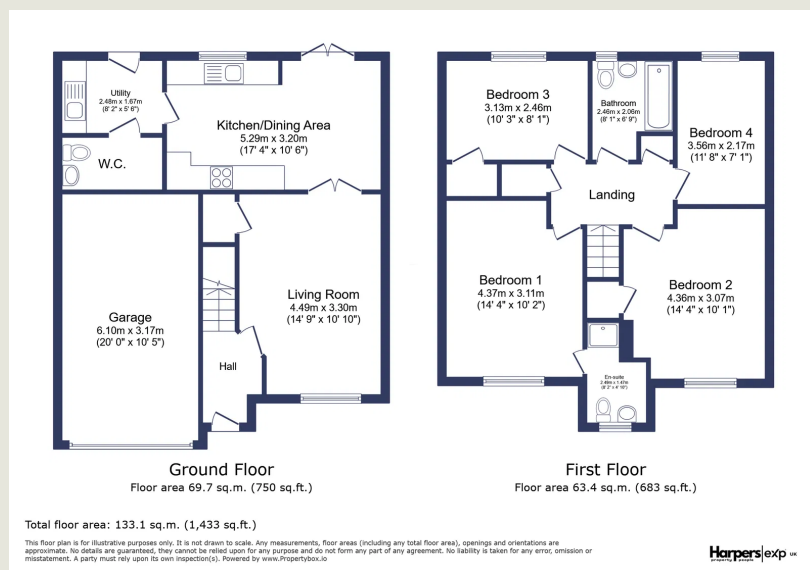 Utility
2.48m x 1.67m
(8' 2" x 5' 6")
Kitchen/Dining Area
5.29m x 3.20m
(17' 4" x 10' 6")
W.C.
Garage
6.10m x 3.17m
(20' 0" x 10' 5")
Living Room
4.49m x 3.30m
(14' 9" x 10' 10")
Hall
Bedroom 3
3.13m x 2.46m
(10' 3" x 8' 1")
Bathroom
2.46m x 2.06m
(8' 1" x 6' 9")
Bedroom 4
3.56m x 2.17m
(11' 8" x 7' 1")
Landing
Bedroom 1
4.37m x 3.11m
(14' 4" x 10' 2")
Bedroom 2
4.36m x 3.07m
(14' 4" x 10' 1")
En-suite
2.49m x 1.47m
(8' 2" x 4' 10")
Ground Floor
Floor area 69.7 sq.m. (750 sq.ft.)
First Floor
Floor area 63.4 sq.m. (683 sq.ft.)
Total floor area: 133.1 sq.m. (1,433 sq.ft.)
This floor plan is for illustrative purposes only. It is not drawn to scale. Any measurements, floor areas (including any total floor area), openings and orientations are
approximate. No details are guaranteed, they cannot be relied upon for any purpose and do not form any part of any agreement. No liability is taken for any error, omission or
misstatement. A party must rely upon its own inspection(s). Powered by www.Propertybox.io
Harpers exp UK
property people